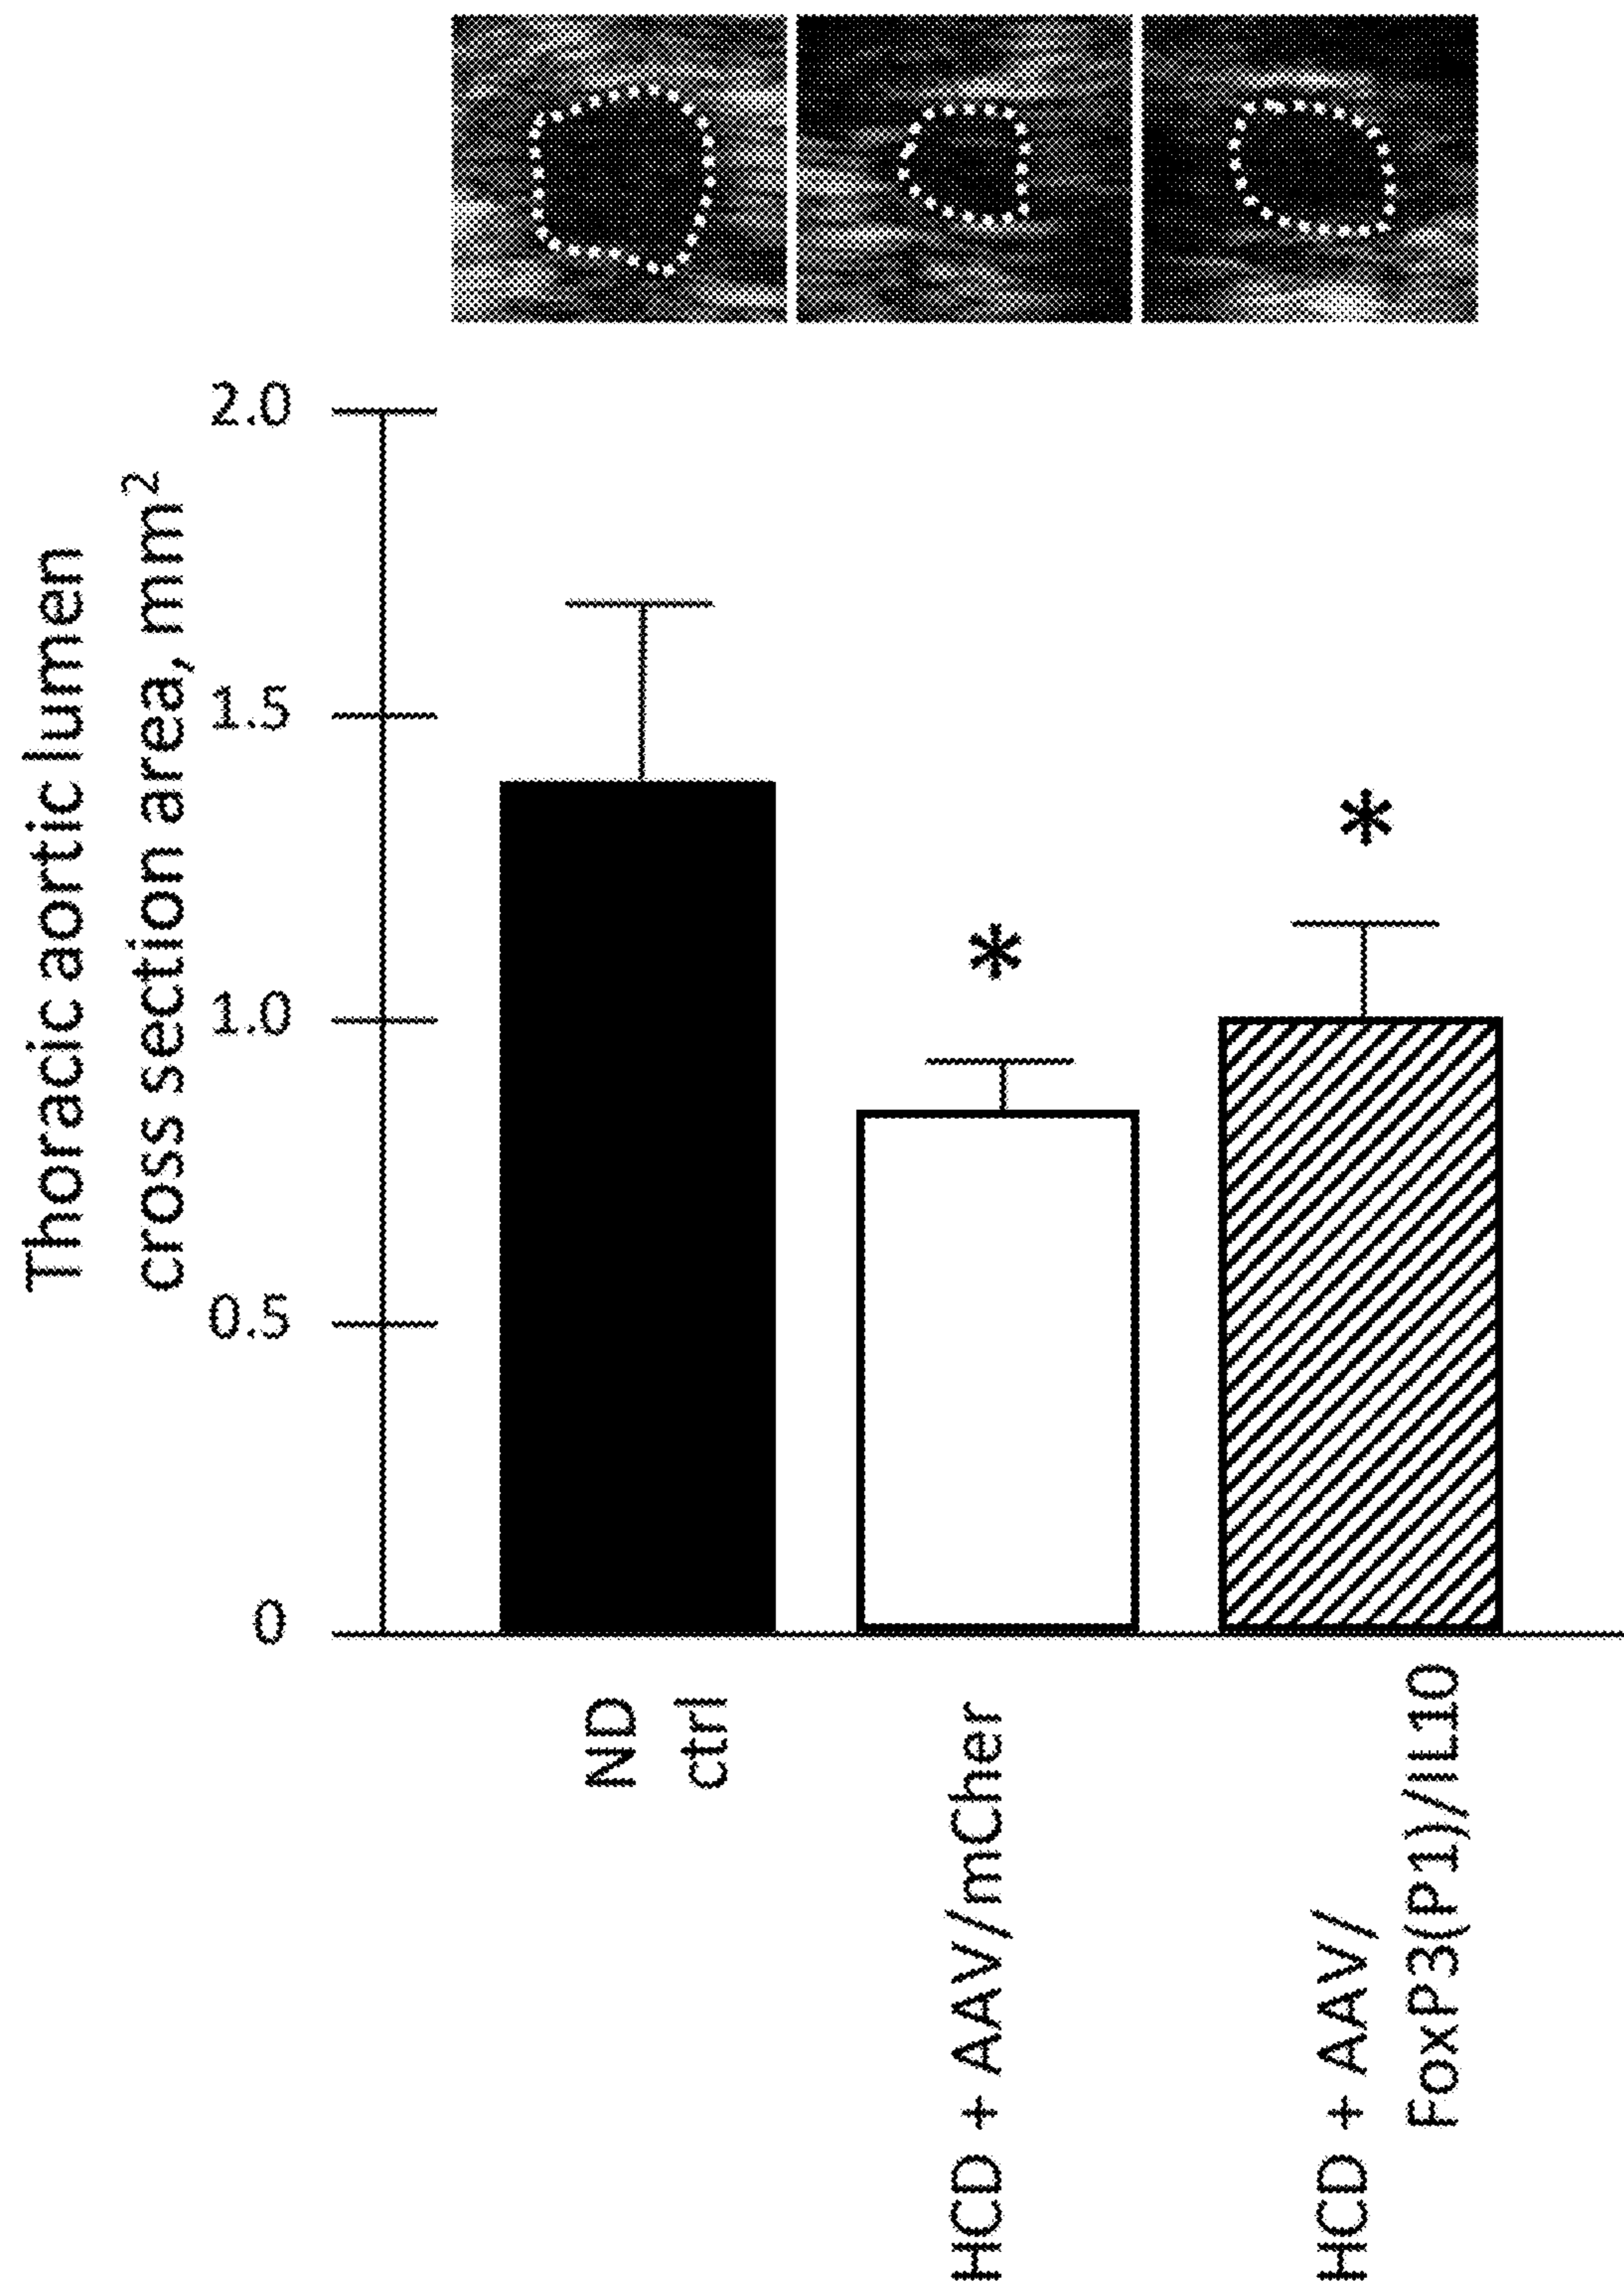 Thoracic aortic lumen
cross section area, mm²
2.0
1.5
1.0
0.5
0
*
*
ND
ctrl
HCD + AAV/mCher
HCD + AAV/
FoxP3(P1)/IL10